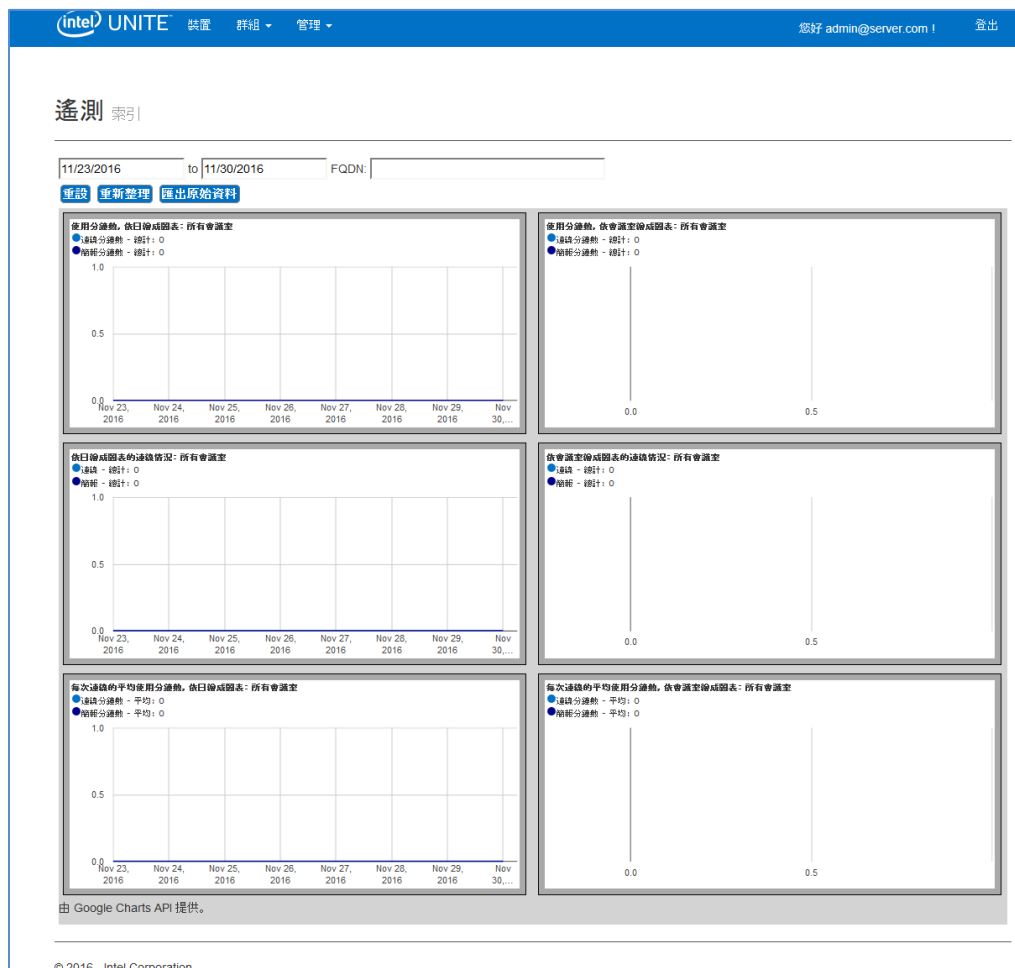 (intel) UNITE™ 裝置 群組 管理 您好 admin@server.com！ 登出
遙測 索引
11/23/2016 to 11/30/2016 FQDN:
重設 重新整理 匯出原始資料
使用分鐘數，依日繪成圖表：所有會議室
連線分鐘數 - 總計：0
簡報分鐘數 - 總計：0
1.0
0.5
0.0
Nov 23, 2016 Nov 24, 2016 Nov 25, 2016 Nov 26, 2016 Nov 27, 2016 Nov 28, 2016 Nov 29, 2016 Nov 30,...
使用分鐘數，依會議室繪成圖表：所有會議室
連線分鐘數 - 總計：0
簡報分鐘數 - 總計：0
0.0 0.5
依日繪成圖表的連線情況：所有會議室
連線 - 總計：0
簡報 - 總計：0
1.0
0.5
0.0
Nov 23, 2016 Nov 24, 2016 Nov 25, 2016 Nov 26, 2016 Nov 27, 2016 Nov 28, 2016 Nov 29, 2016 Nov 30,...
依會議室繪成圖表的連線情況：所有會議室
連線 - 總計：0
簡報 - 總計：0
0.0 0.5
每次連線的平均使用分鐘數，依日繪成圖表：所有會議室
連線分鐘數 - 平均：0
簡報分鐘數 - 平均：0
1.0
0.5
0.0
Nov 23, 2016 Nov 24, 2016 Nov 25, 2016 Nov 26, 2016 Nov 27, 2016 Nov 28, 2016 Nov 29, 2016 Nov 30,...
每次連線的平均使用分鐘數，依會議室繪成圖表：所有會議室
連線分鐘數 - 平均：0
簡報分鐘數 - 平均：0
0.0 0.5
由 Google Charts API 提供。
© 2016 - Intel Corporation